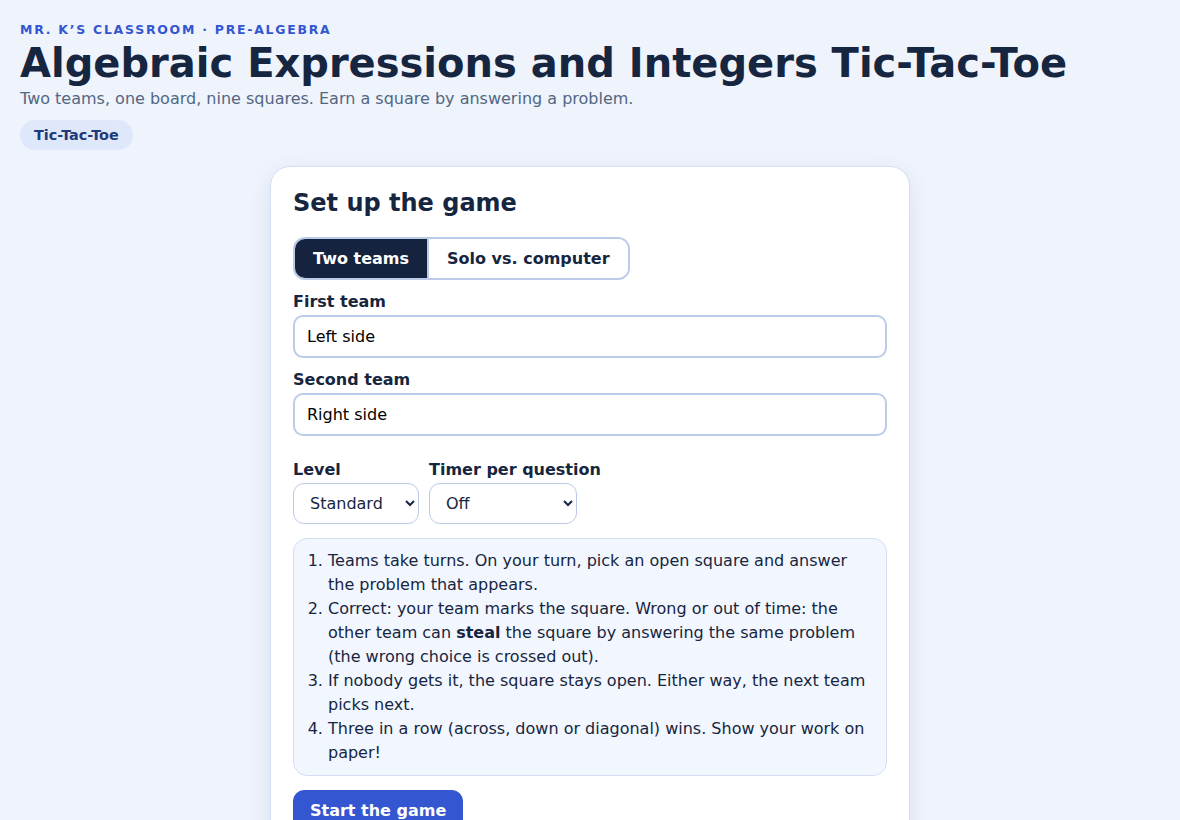 MR. K’S CLASSROOM · PRE-ALGEBRA
Algebraic Expressions and Integers Tic-Tac-Toe
Two teams, one board, nine squares. Earn a square by answering a problem.
Tic-Tac-Toe
Set up the game
Two teams
Solo vs. computer
First team
Left side
Second team
Right side
Level
Timer per question
Standard
Off
1. Teams take turns. On your turn, pick an open square and answer
the problem that appears.
2. Correct: your team marks the square. Wrong or out of time: the
other team can steal the square by answering the same problem
(the wrong choice is crossed out).
3. If nobody gets it, the square stays open. Either way, the next team
picks next.
4. Three in a row (across, down or diagonal) wins. Show your work on
paper!
Start the game